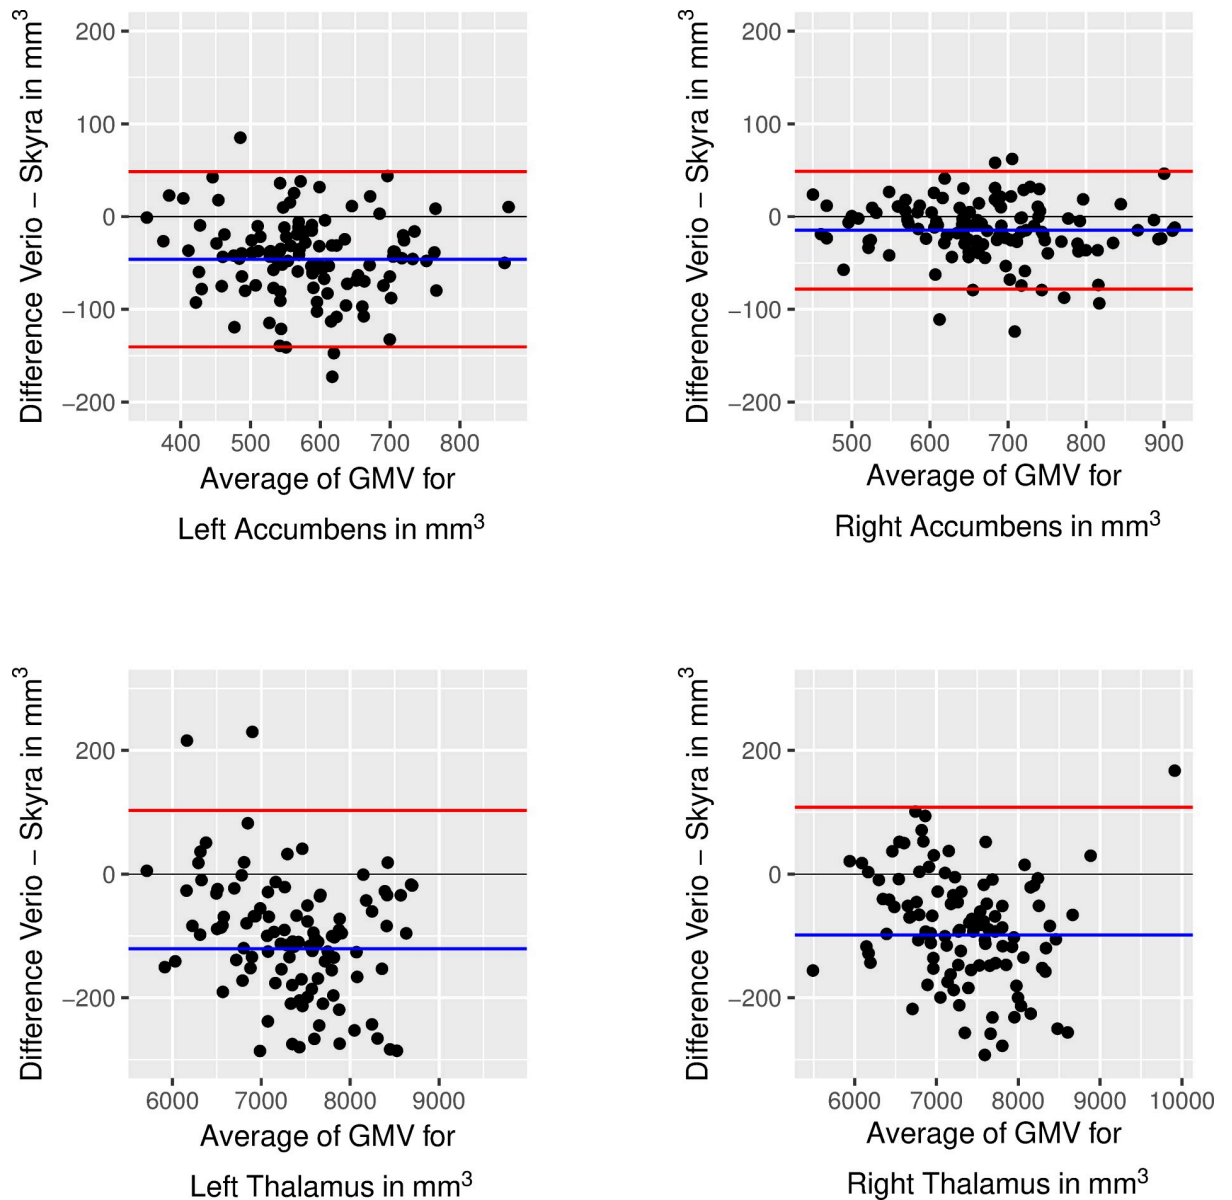 Difference Verio − Skyra in mm³
200
100
0
−100
−200
400 500 600 700 800
Average of GMV for
Left Accumbens in mm³
Difference Verio − Skyra in mm³
200
100
0
−100
−200
500 600 700 800 900
Average of GMV for
Right Accumbens in mm³
Difference Verio − Skyra in mm³
200
0
−200
6000 7000 8000 9000
Average of GMV for
Left Thalamus in mm³
Difference Verio − Skyra in mm³
200
0
−200
6000 7000 8000 9000 10000
Average of GMV for
Right Thalamus in mm³